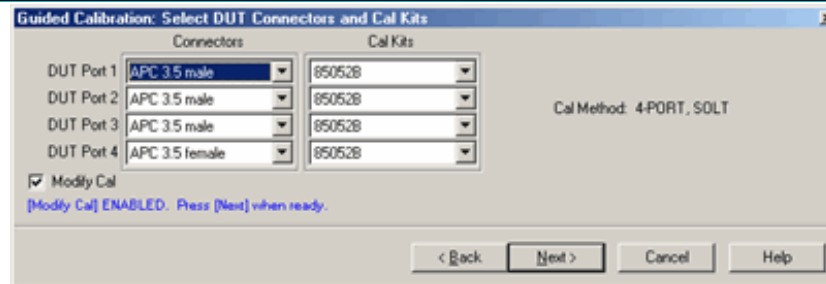 Guided Calibration: Select DUT Connectors and Cal Kits
Connectors Cal Kits
DUT Port 1 APC 3.5 male 85052B
DUT Port 2 APC 3.5 male 85052B
DUT Port 3 APC 3.5 male 85052B
DUT Port 4 APC 3.5 female 85052B
Cal Method: 4-PORT, SOLT
Modify Cal
[Modify Cal] ENABLED. Press [Next] when ready.
< Back Next > Cancel Help